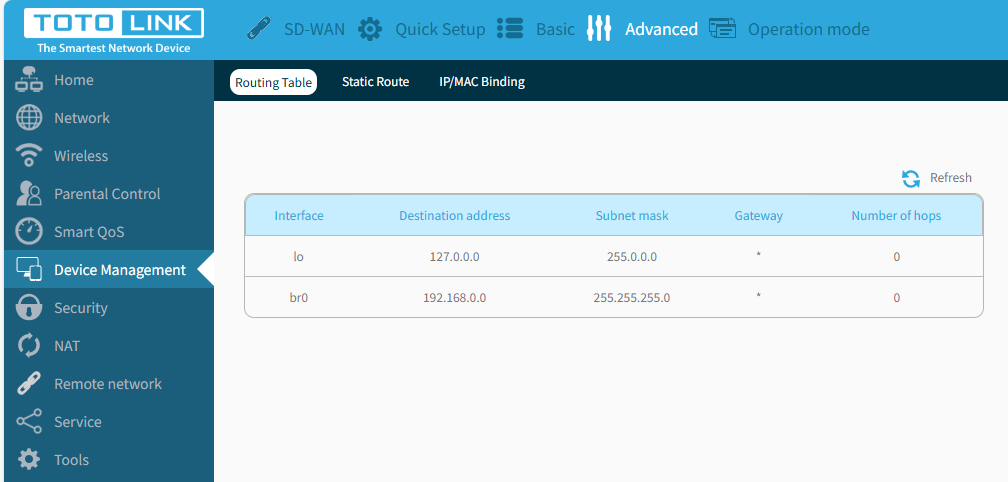 TOTO LINK
The Smartest Network Device
SD-WAN Quick Setup Basic Advanced Operation mode
Home
Network
Wireless
Parental Control
Smart QoS
Device Management
Security
NAT
Remote network
Service
Tools
Routing Table Static Route IP/MAC Binding
Refresh
Interface Destination address Subnet mask Gateway Number of hops
lo 127.0.0.0 255.0.0.0 * 0
br0 192.168.0.0 255.255.255.0 * 0